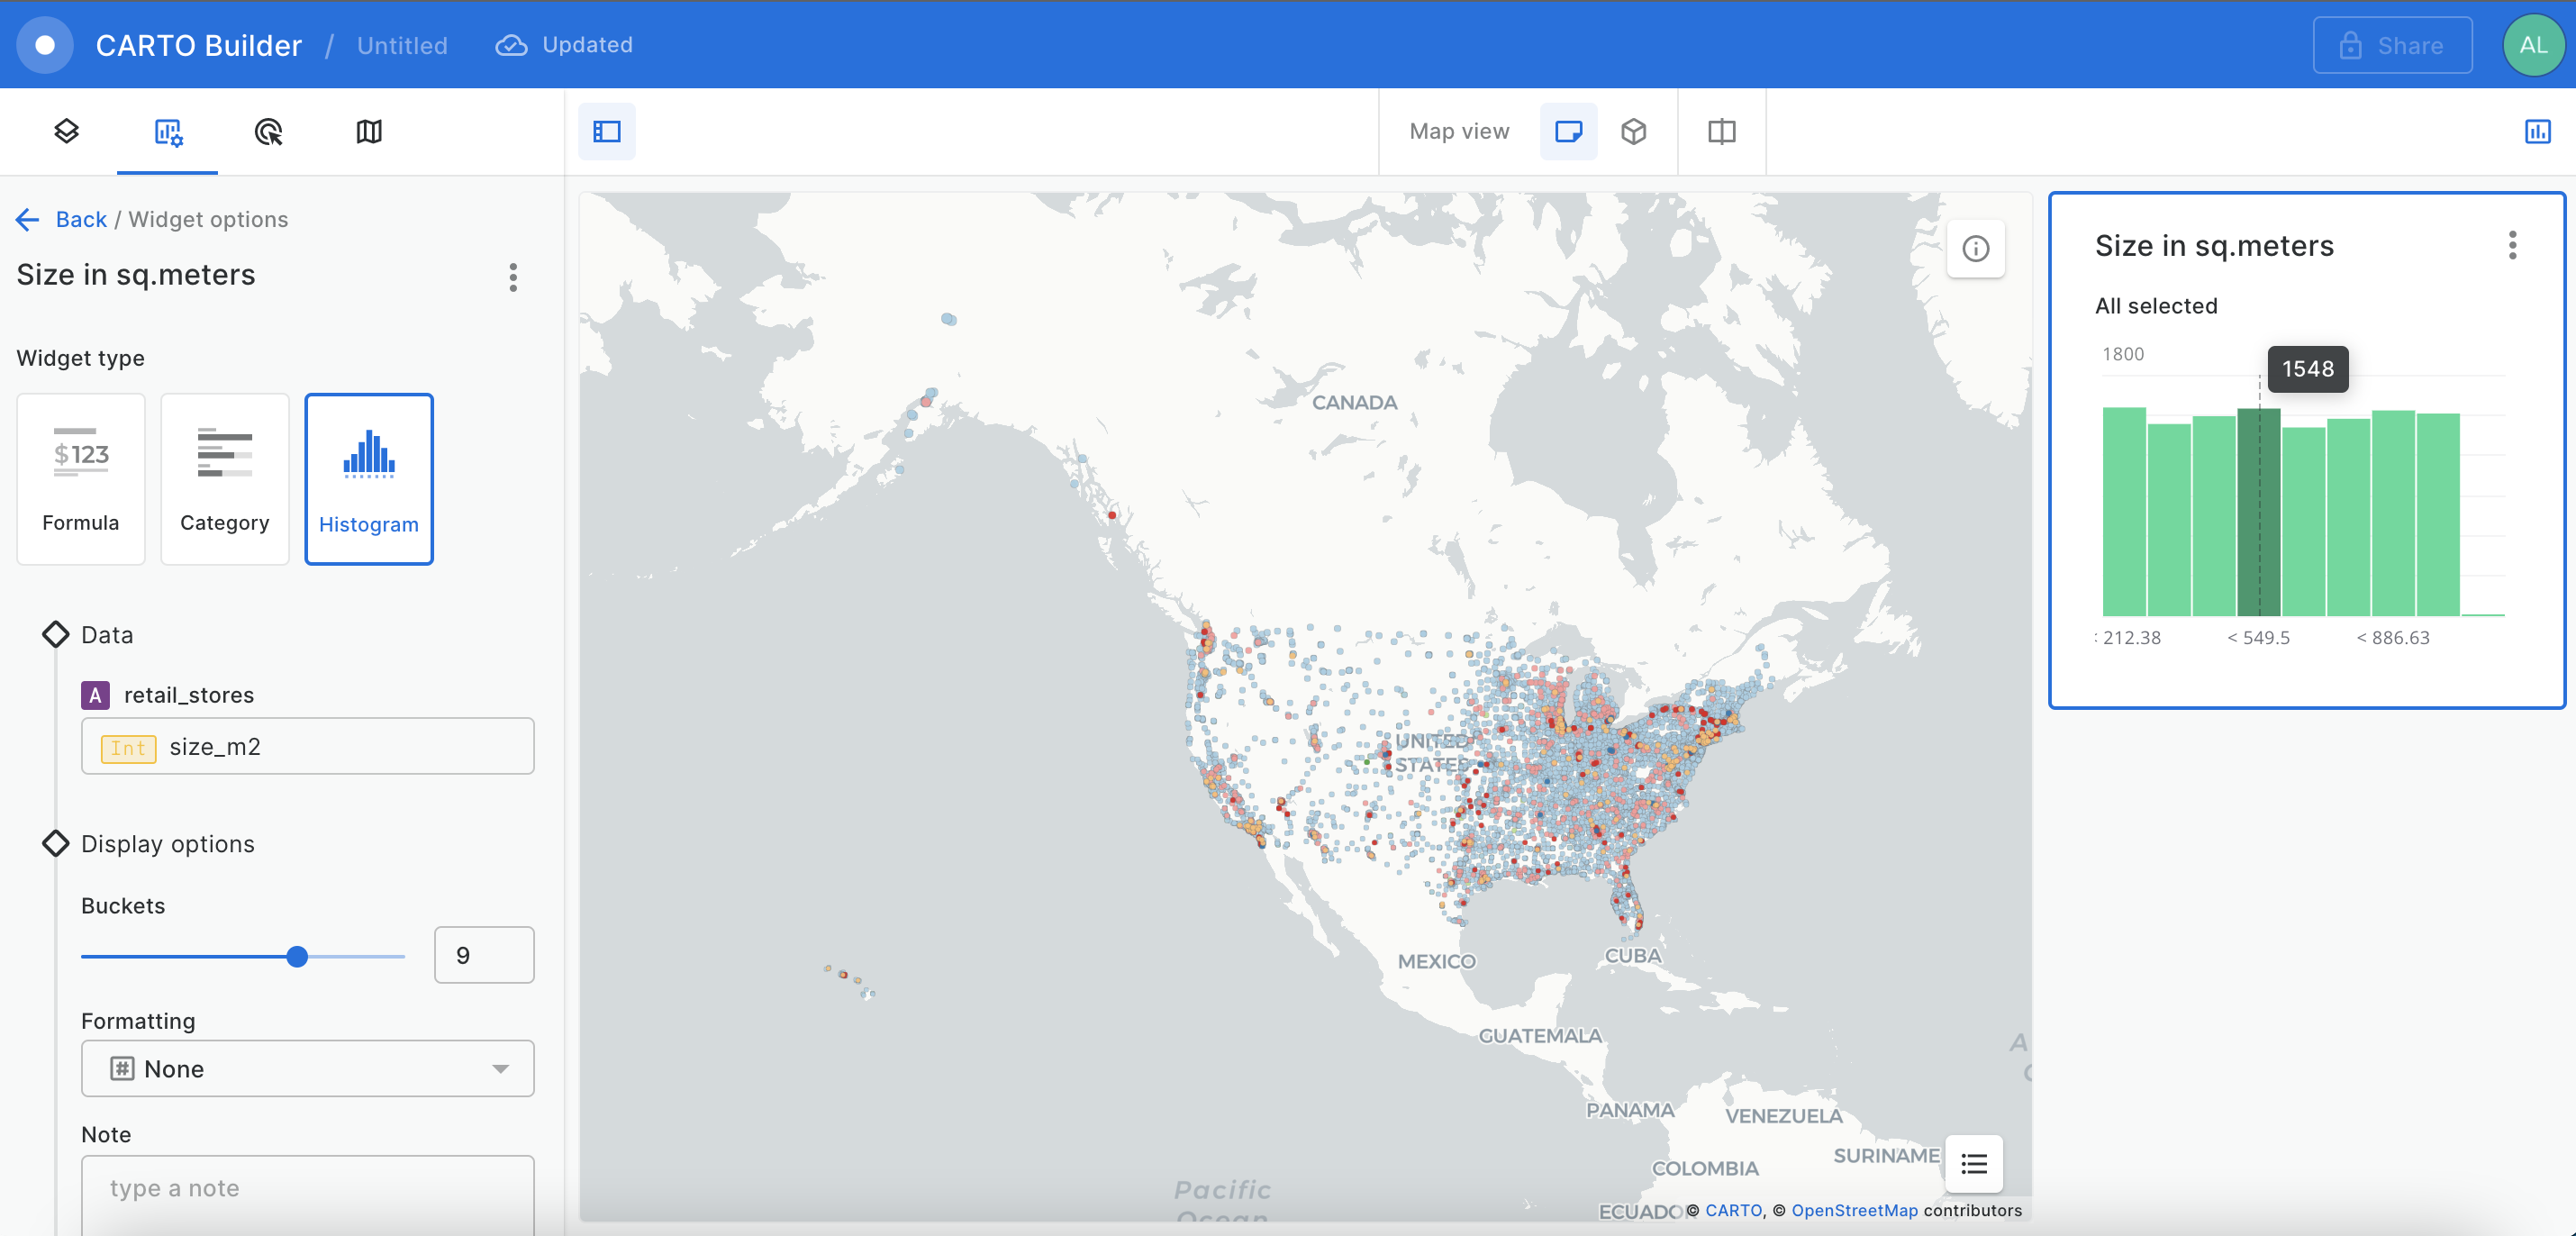 CARTO Builder / Untitled Updated
Share AL
Map view
Back / Widget options
Size in sq.meters
Widget type
$123
Formula
Category
Histogram
Data
A retail_stores
Int size_m2
Display options
Buckets
9
Formatting
# None
Note
type a note
CANADA
UNITED
STATES
MEXICO
CUBA
GUATEMALA
PANAMA
VENEZUELA
COLOMBIA
SURINAME
Pacific
Ocean
© CARTO, © OpenStreetMap contributors
Size in sq.meters
All selected
1800
1548
212.38
< 549.5
< 886.63